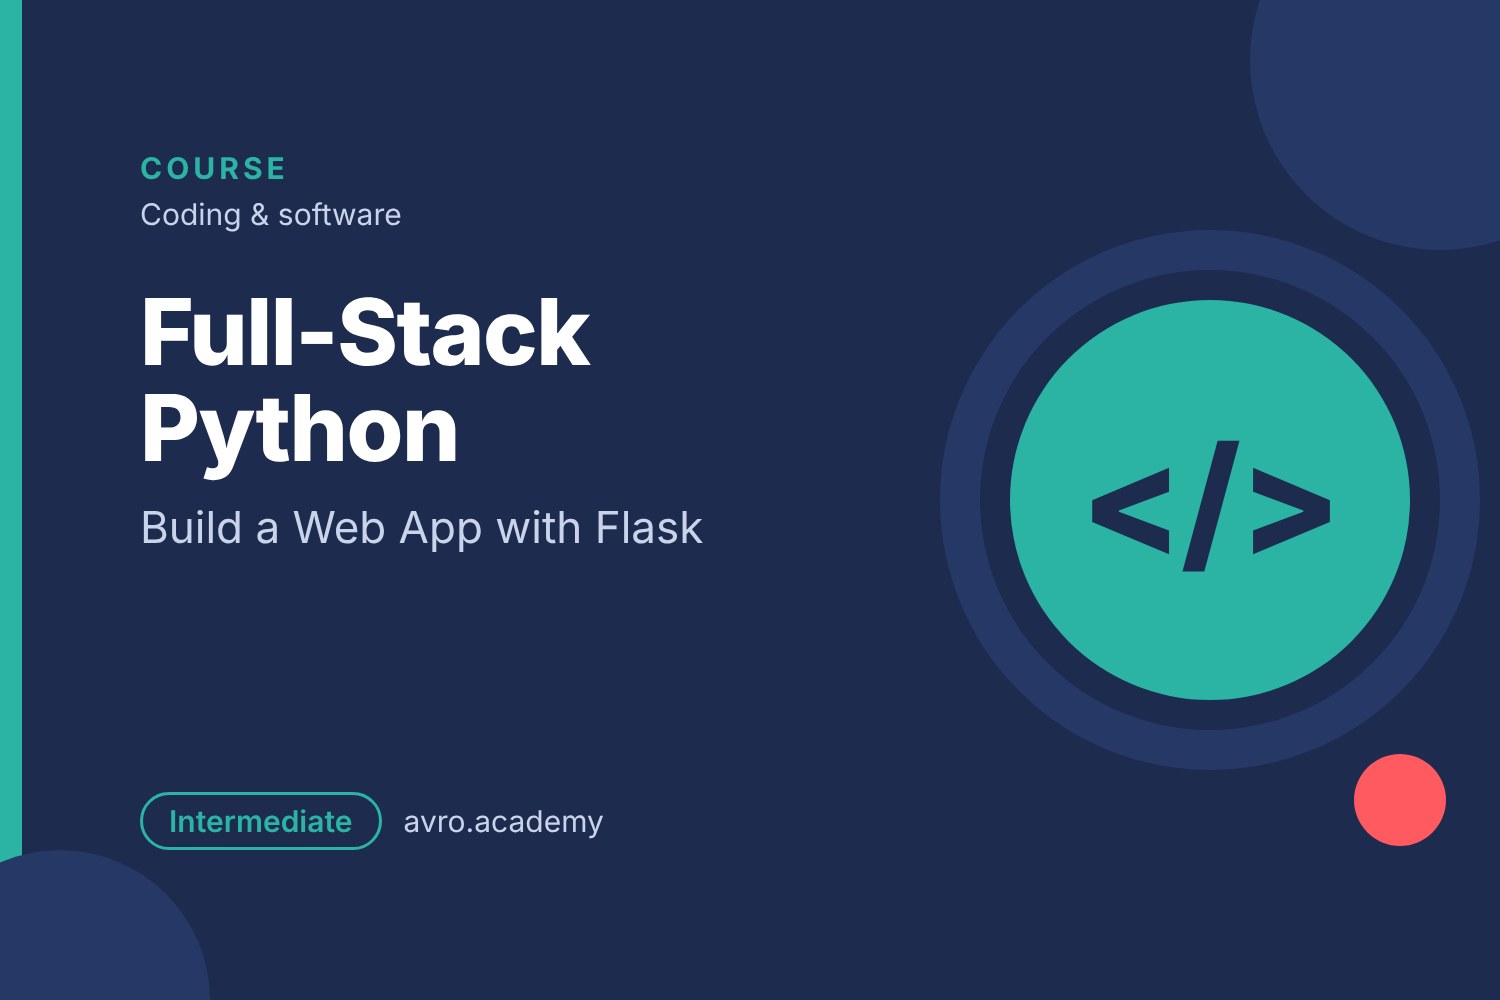 COURSE
Coding & software
Full-Stack
Python
Build a Web App with Flask
</>
Intermediate
avro.academy